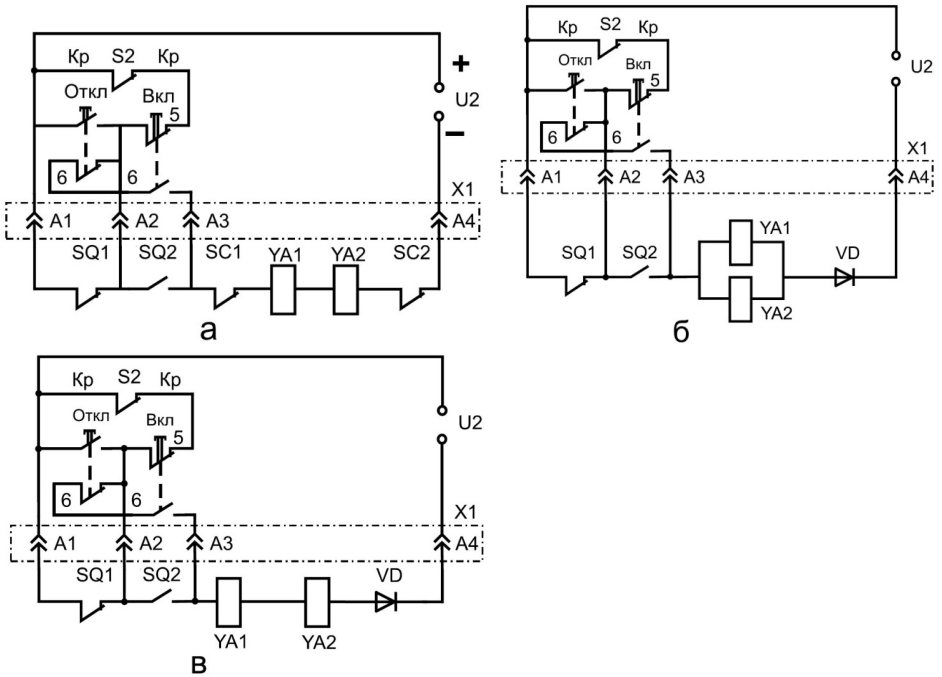 Кр S2 Кр
+
Откл Вкл
5
U2
−
6 6
X1
A1 A2 A3 A4
SQ1 SQ2 SC1 YA1 YA2 SC2
а
Кр S2 Кр
U2
Откл Вкл
5
6 6
X1
A1 A2 A3 A4
YA1
SQ1 SQ2 VD
YA2
б
Кр S2 Кр
Откл Вкл U2
5
6 6
X1
A1 A2 A3 A4
SQ1 SQ2 VD
YA1 YA2
в